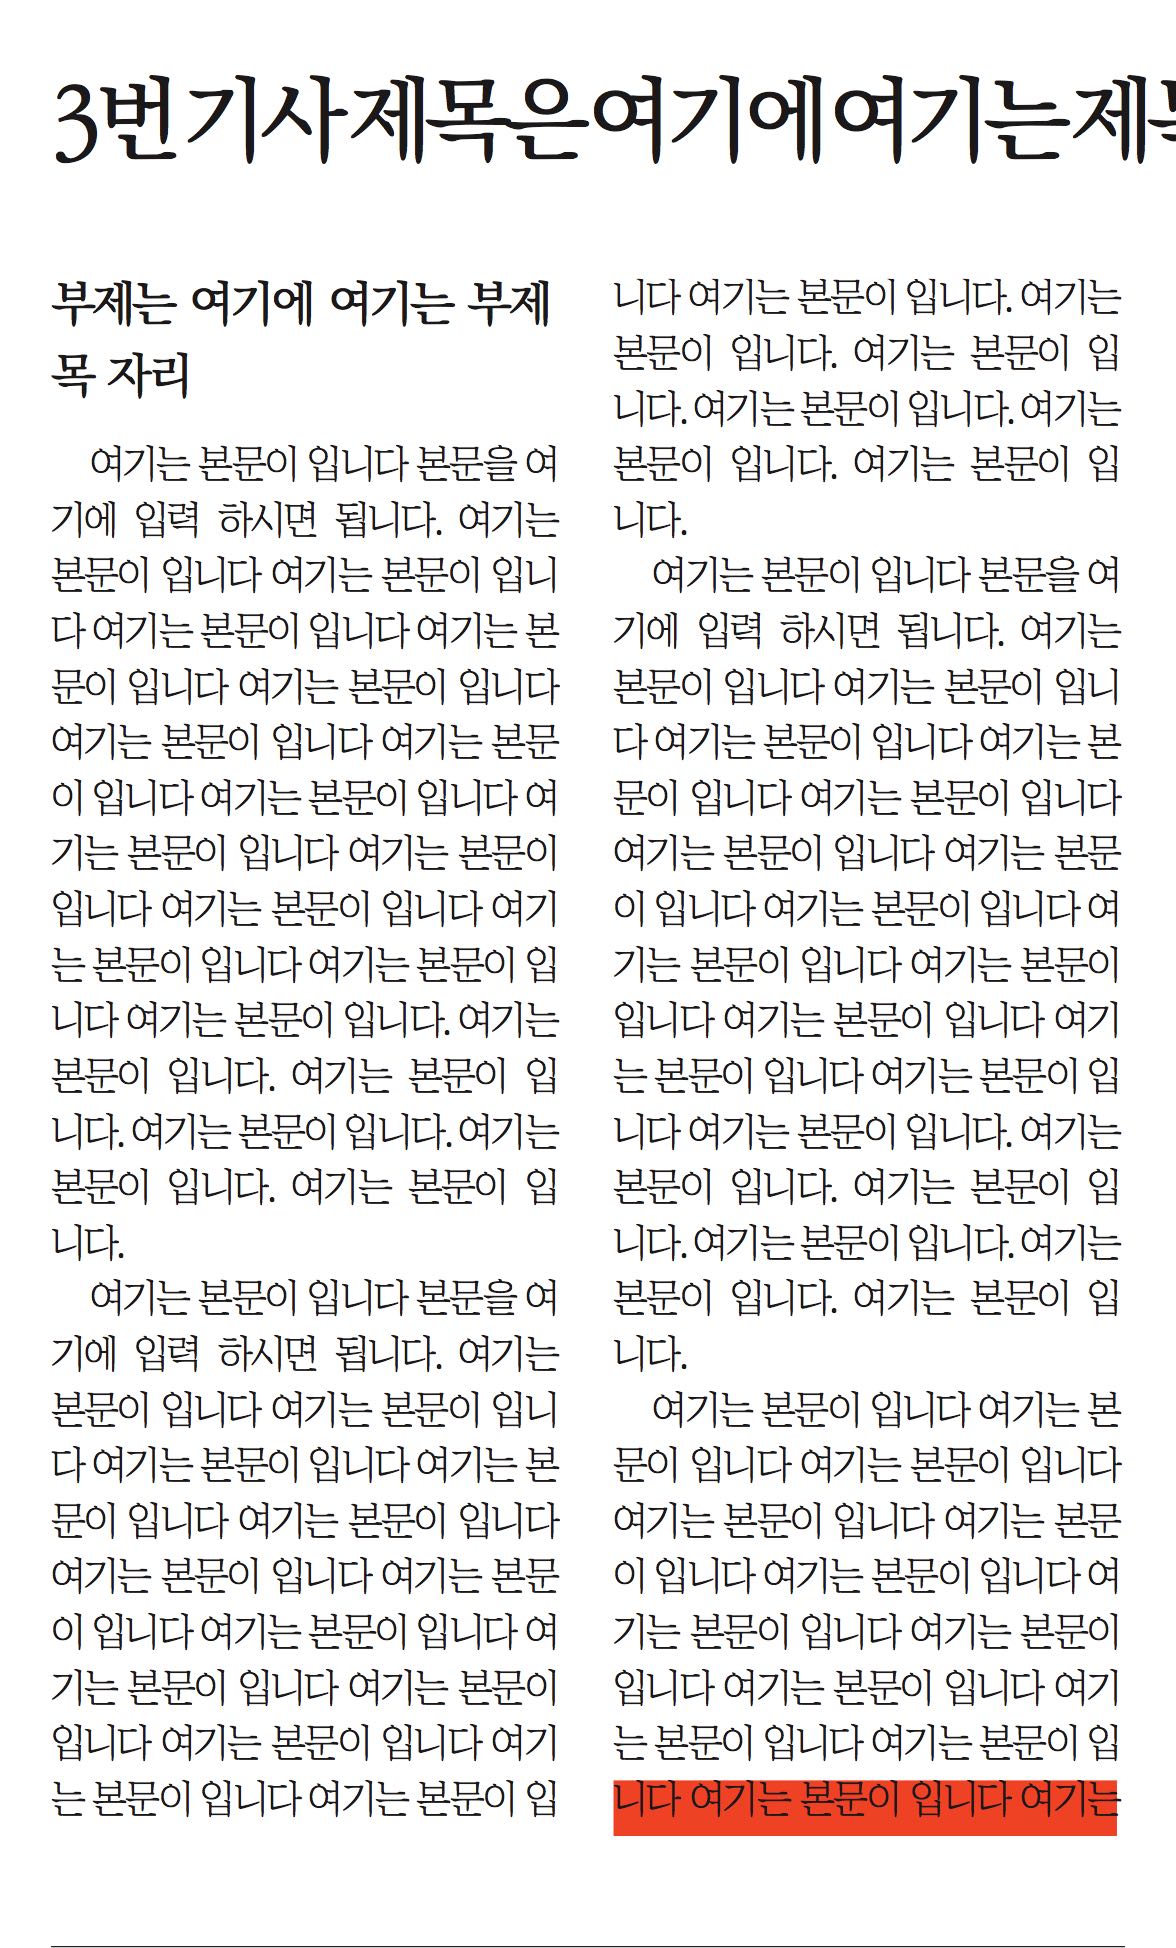 3번 기사 제목은 여기에 여기는 제
부제는 여기에 여기는 부제
목 자리
여기는 본문이 입니다 본문을 여
기에 입력 하시면 됩니다. 여기는
본문이 입니다 여기는 본문이 입니
다 여기는 본문이 입니다 여기는 본
문이 입니다 여기는 본문이 입니다
여기는 본문이 입니다 여기는 본문
이 입니다 여기는 본문이 입니다 여
기는 본문이 입니다 여기는 본문이
입니다 여기는 본문이 입니다 여기
는 본문이 입니다 여기는 본문이 입
니다 여기는 본문이 입니다. 여기는
본문이 입니다. 여기는 본문이 입
니다. 여기는 본문이 입니다. 여기는
본문이 입니다. 여기는 본문이 입
니다.
여기는 본문이 입니다 본문을 여
기에 입력 하시면 됩니다. 여기는
본문이 입니다 여기는 본문이 입니
다 여기는 본문이 입니다 여기는 본
문이 입니다 여기는 본문이 입니다
여기는 본문이 입니다 여기는 본문
이 입니다 여기는 본문이 입니다 여
기는 본문이 입니다 여기는 본문이
입니다 여기는 본문이 입니다 여기
는 본문이 입니다 여기는 본문이 입
니다 여기는 본문이 입니다. 여기는
본문이 입니다. 여기는 본문이 입
니다. 여기는 본문이 입니다. 여기는
본문이 입니다. 여기는 본문이 입
니다.
여기는 본문이 입니다 본문을 여
기에 입력 하시면 됩니다. 여기는
본문이 입니다 여기는 본문이 입니
다 여기는 본문이 입니다 여기는 본
문이 입니다 여기는 본문이 입니다
여기는 본문이 입니다 여기는 본문
이 입니다 여기는 본문이 입니다 여
기는 본문이 입니다 여기는 본문이
입니다 여기는 본문이 입니다 여기
는 본문이 입니다 여기는 본문이 입
니다 여기는 본문이 입니다. 여기는
본문이 입니다. 여기는 본문이 입
니다. 여기는 본문이 입니다. 여기는
본문이 입니다. 여기는 본문이 입
니다.
여기는 본문이 입니다 여기는 본
문이 입니다 여기는 본문이 입니다
여기는 본문이 입니다 여기는 본문
이 입니다 여기는 본문이 입니다 여
기는 본문이 입니다 여기는 본문이
입니다 여기는 본문이 입니다 여기
는 본문이 입니다 여기는 본문이 입
니다 여기는 본문이 입니다 여기는